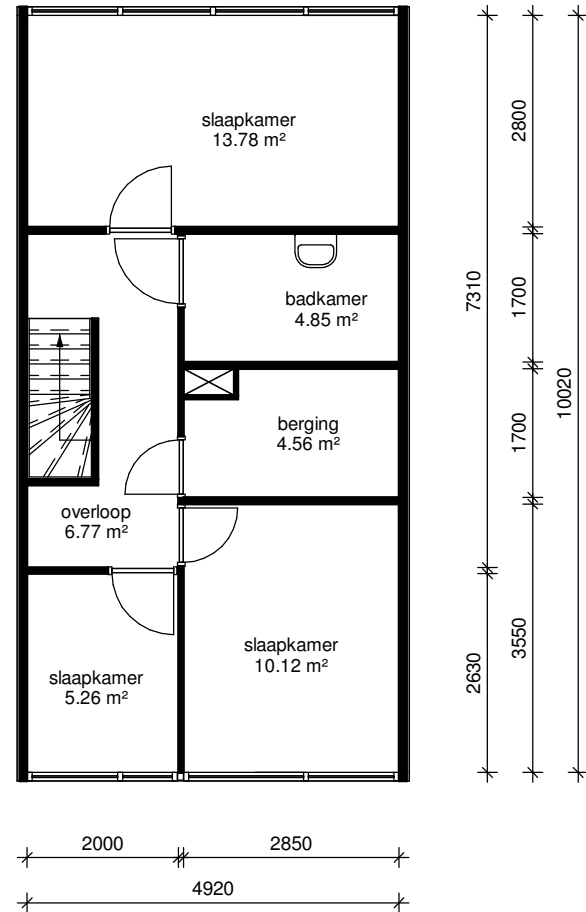 slaapkamer
13.78 m²
2800
badkamer
4.85 m²
7310
1700
10020
berging
4.56 m²
1700
overloop
6.77 m²
slaapkamer
10.12 m²
3550
slaapkamer
5.26 m²
2630
2000
2850
4920